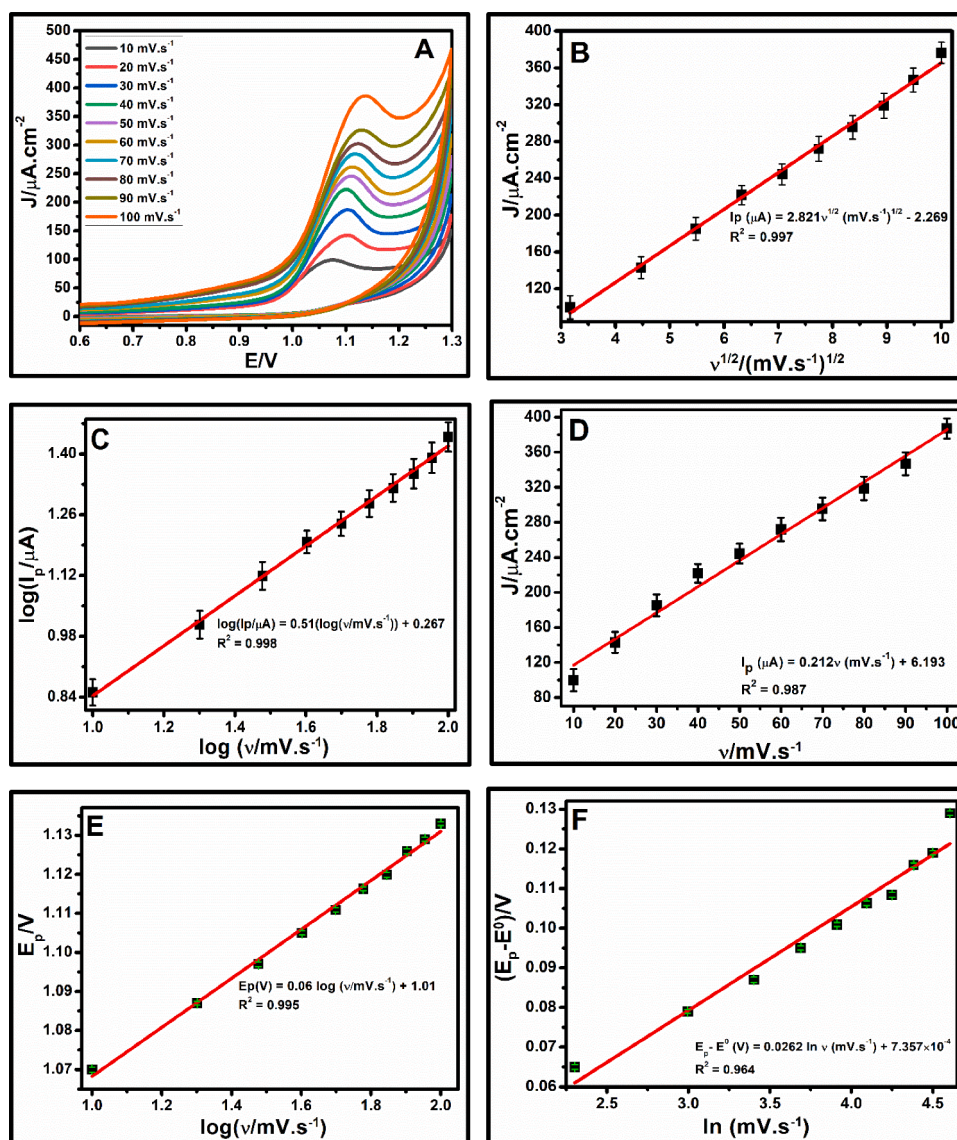 A
J/μA.cm⁻²
500
450
400
350
300
250
200
150
100
50
0
10 mV.s⁻¹
20 mV.s⁻¹
30 mV.s⁻¹
40 mV.s⁻¹
50 mV.s⁻¹
60 mV.s⁻¹
70 mV.s⁻¹
80 mV.s⁻¹
90 mV.s⁻¹
100 mV.s⁻¹
0.6 0.7 0.8 0.9 1.0 1.1 1.2 1.3
E/V
B
J/μA.cm⁻²
400
360
320
280
240
200
160
120
Ip (μA) = 2.821ν¹/² (mV.s⁻¹)¹/² - 2.269
R² = 0.997
3 4 5 6 7 8 9 10
ν¹/²/(mV.s⁻¹)¹/²
C
log(Iₚ/μA)
1.40
1.26
1.12
0.98
0.84
log(Ip/μA) = 0.51(log(ν/mV.s⁻¹)) + 0.267
R² = 0.998
1.0 1.2 1.4 1.6 1.8 2.0
log (ν/mV.s⁻¹)
D
J/μA.cm⁻²
400
360
320
280
240
200
160
120
80
Iₚ (μA) = 0.212ν (mV.s⁻¹) + 6.193
R² = 0.987
10 20 30 40 50 60 70 80 90 100
ν/mV.s⁻¹
E
Eₚ/V
1.13
1.12
1.11
1.10
1.09
1.08
1.07
Ep(V) = 0.06 log (ν/mV.s⁻¹) + 1.01
R² = 0.995
1.0 1.2 1.4 1.6 1.8 2.0
log(ν/mV.s⁻¹)
F
(Eₚ-E⁰)/V
0.13
0.12
0.11
0.10
0.09
0.08
0.07
0.06
Eₚ- E⁰ (V) = 0.0262 ln ν (mV.s⁻¹) + 7.357×10⁻⁴
R² = 0.964
2.5 3.0 3.5 4.0 4.5
ln (mV.s⁻¹)